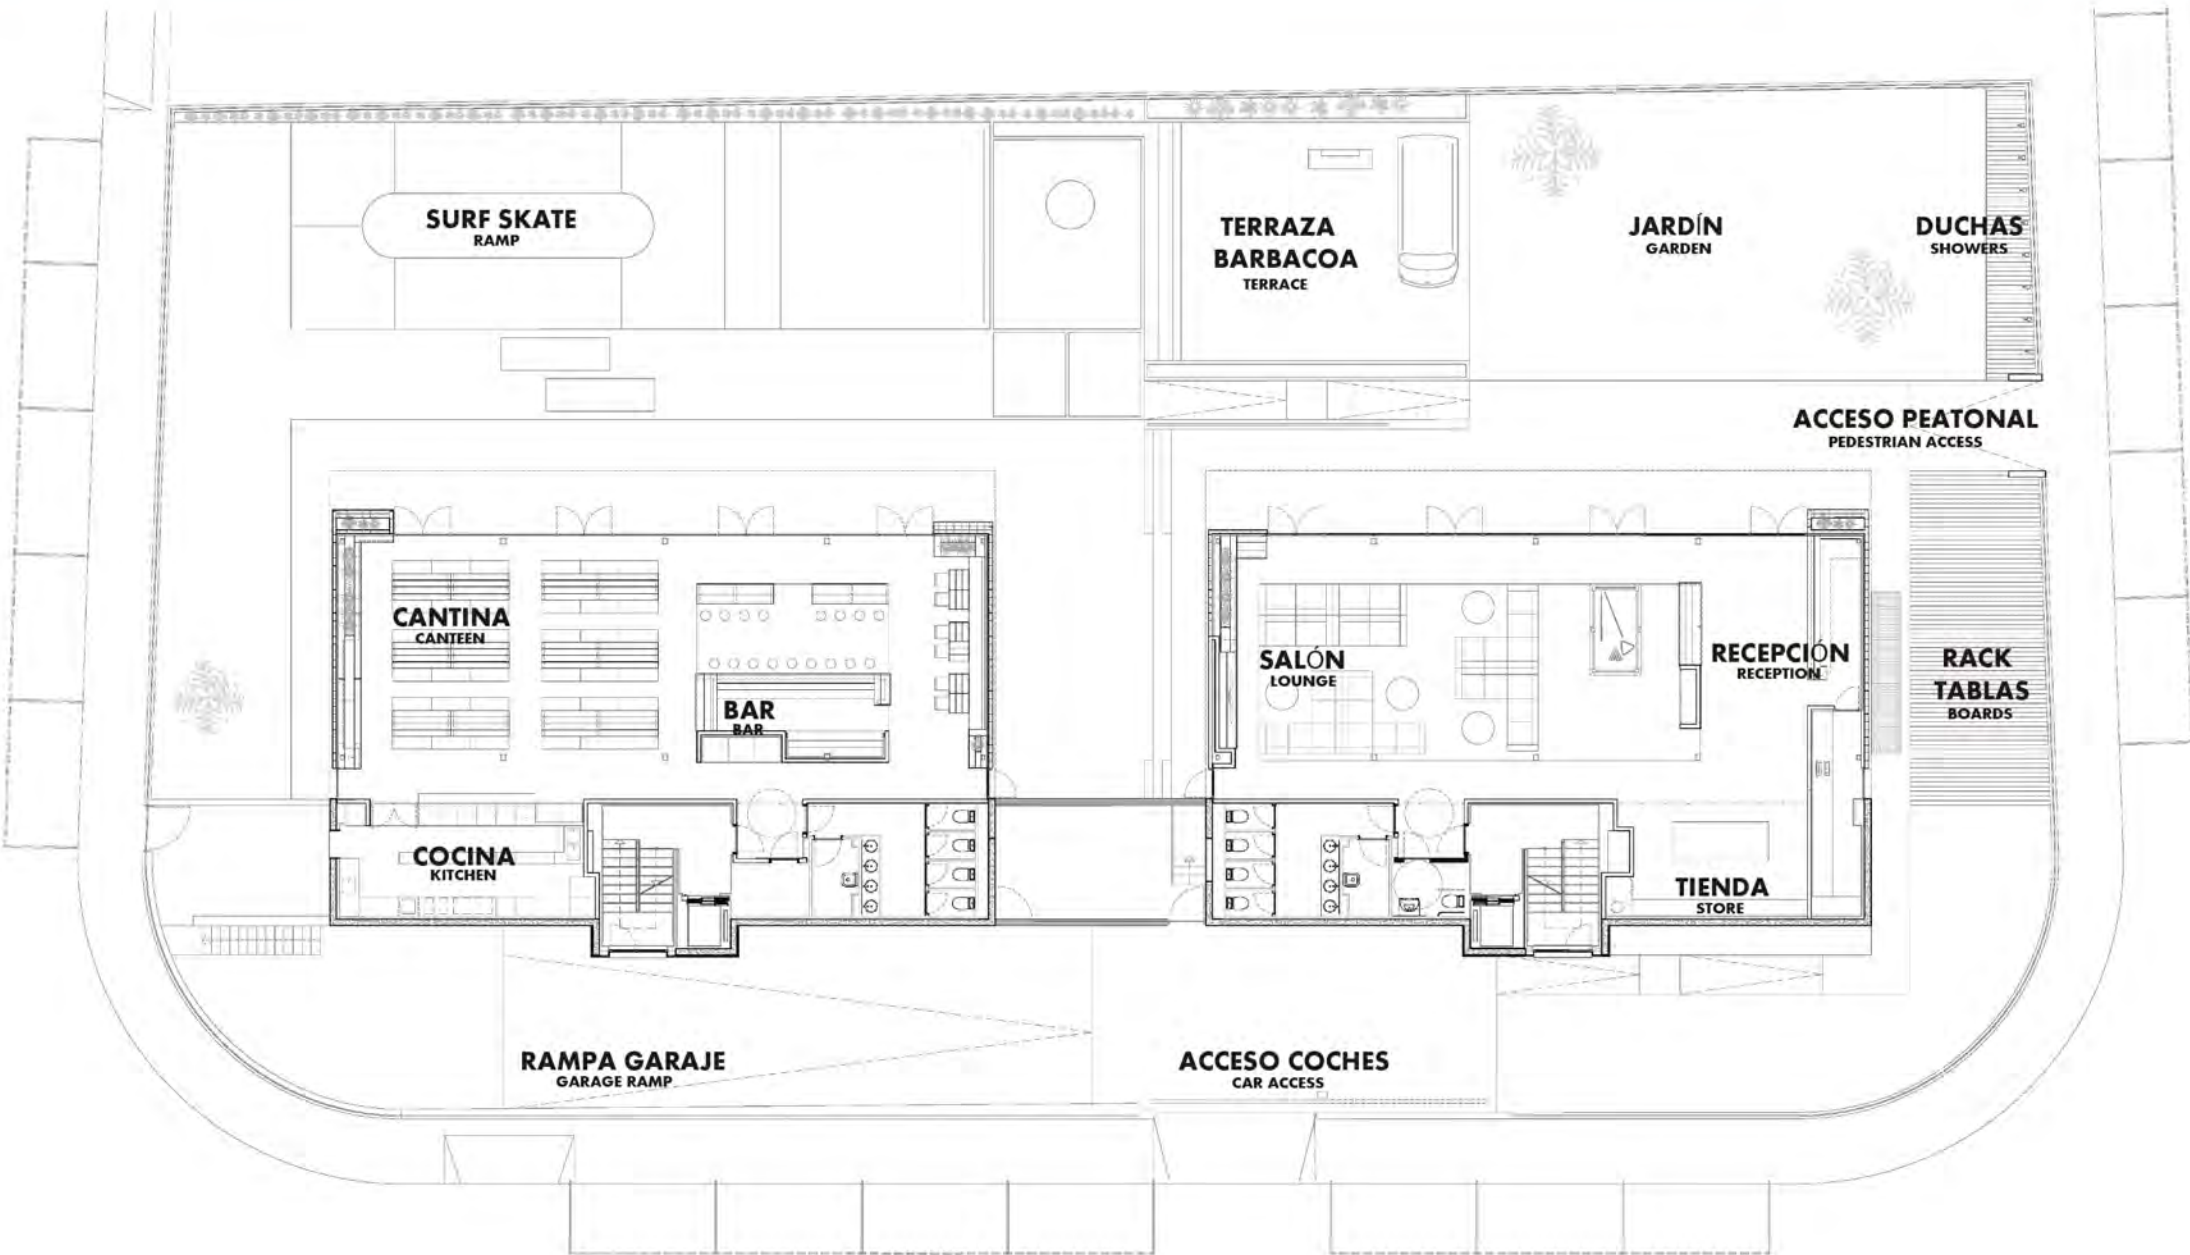 SURF SKATE
RAMP
TERRAZA
BARBACOA
TERRACE
JARDÍN
GARDEN
DUCHAS
SHOWERS
ACCESO PEATONAL
PEDESTRIAN ACCESS
CANTINA
CANTEEN
BAR
BAR
SALÓN
LOUNGE
RECEPCIÓN
RECEPTION
RACK
TABLAS
BOARDS
COCINA
KITCHEN
TIENDA
STORE
RAMPA GARAJE
GARAGE RAMP
ACCESO COCHES
CAR ACCESS